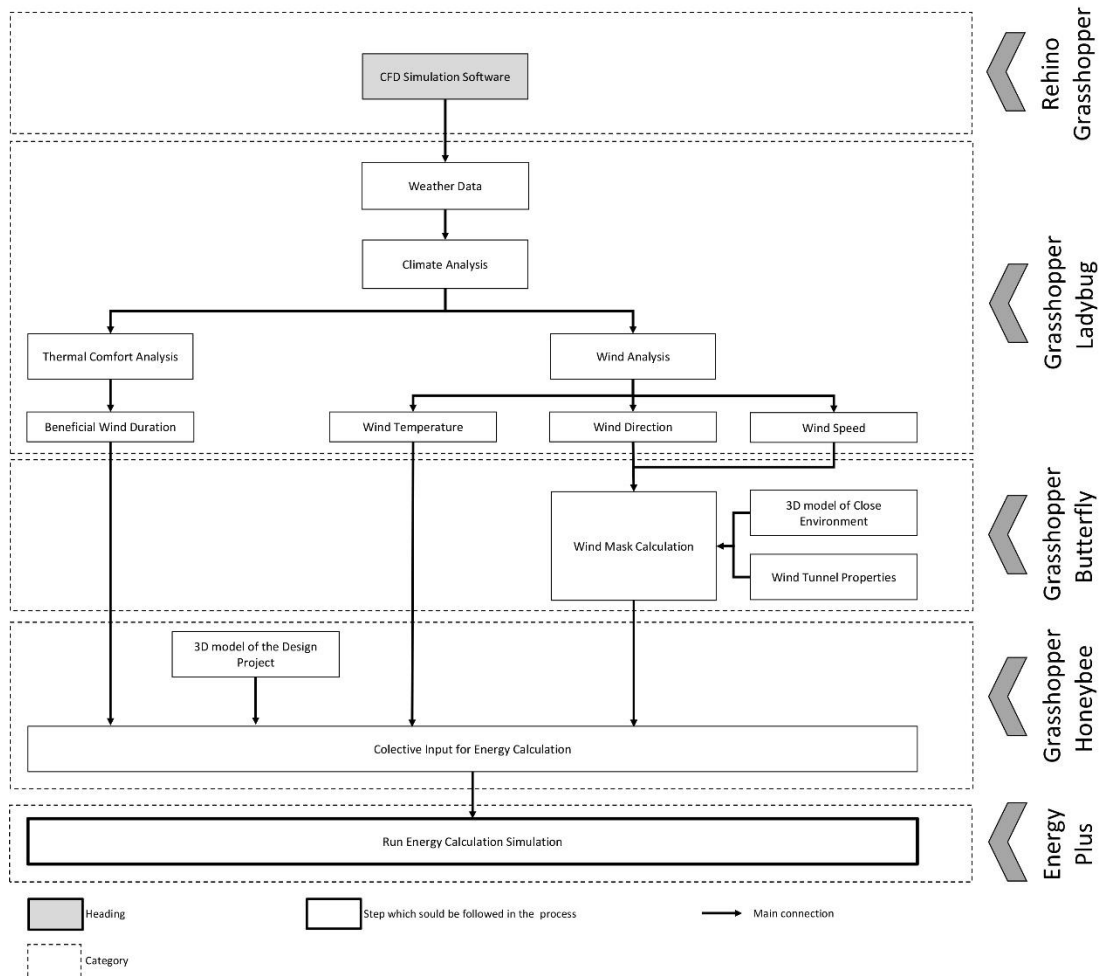 CFD Simulation Software
Rehino
Grasshopper
Weather Data
Climate Analysis
Thermal Comfort Analysis
Wind Analysis
Beneficial Wind Duration
Wind Temperature
Wind Direction
Wind Speed
Grasshopper
Ladybug
3D model of Close
Environment
Wind Mask Calculation
Wind Tunnel Properties
Grasshopper
Butterfly
3D model of the Design
Project
Colective Input for Energy Calculation
Grasshopper
Honeybee
Run Energy Calculation Simulation
Energy
Plus
Heading
Step which sould be followed in the process
Main connection
Category